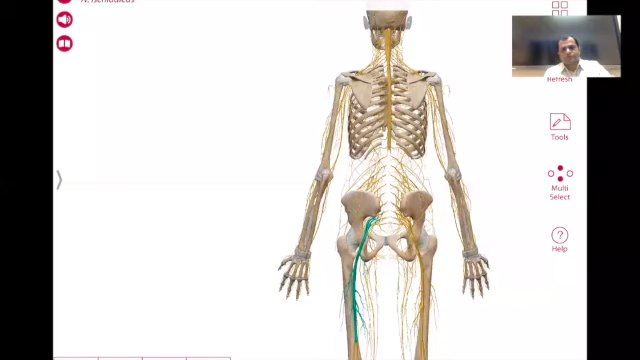 N. ischiadicus
Refresh
Tools
Multi
Select
Help